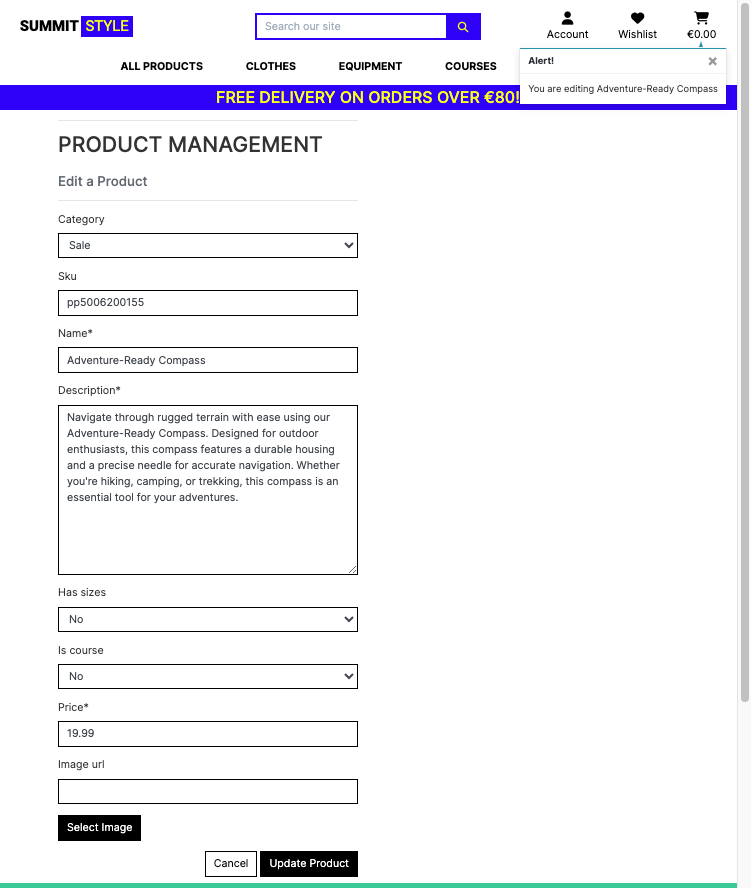 SUMMIT STYLE
Search our site
Account
Wishlist
€0.00
ALL PRODUCTS
CLOTHES
EQUIPMENT
COURSES
Alert!
×
You are editing Adventure-Ready Compass
FREE DELIVERY ON ORDERS OVER €80!
PRODUCT MANAGEMENT
Edit a Product
Category
Sale
Sku
pp5006200155
Name*
Adventure-Ready Compass
Description*
Navigate through rugged terrain with ease using our
Adventure-Ready Compass. Designed for outdoor
enthusiasts, this compass features a durable housing
and a precise needle for accurate navigation. Whether
you're hiking, camping, or trekking, this compass is an
essential tool for your adventures.
Has sizes
No
Is course
No
Price*
19.99
Image url
Select Image
Cancel
Update Product